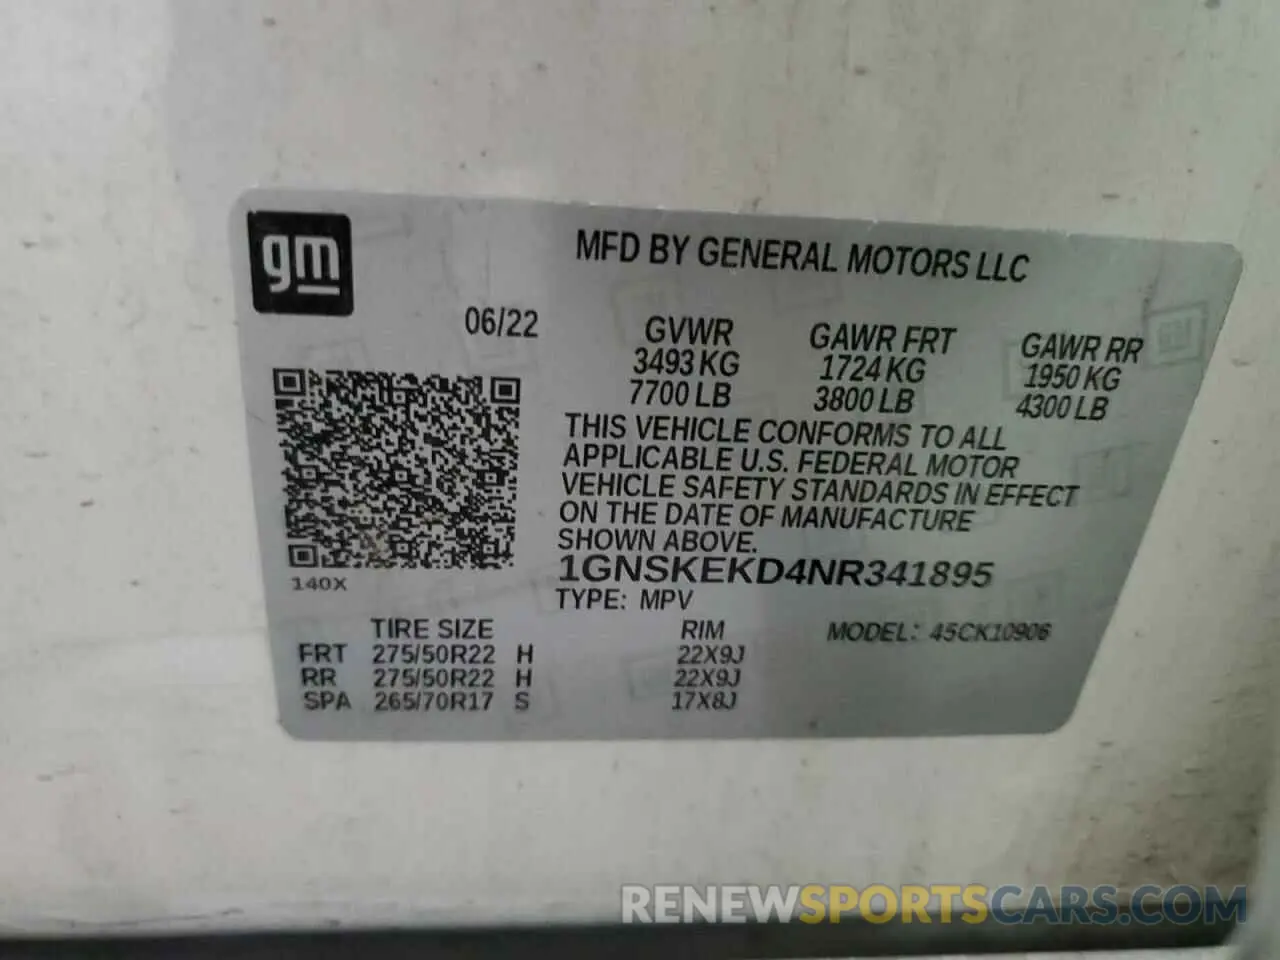 gm
MFD BY GENERAL MOTORS LLC
06/22
GVWR GAWR FRT GAWR RR
3493 KG 1724 KG 1950 KG
7700 LB 3800 LB 4300 LB
THIS VEHICLE CONFORMS TO ALL
APPLICABLE U.S. FEDERAL MOTOR
VEHICLE SAFETY STANDARDS IN EFFECT
ON THE DATE OF MANUFACTURE
SHOWN ABOVE.
1GNSKEKD4NR341895
140X
TYPE: MPV
TIRE SIZE RIM MODEL: 45CK10906
FRT 275/50R22 H 22X9J
RR 275/50R22 H 22X9J
SPA 265/70R17 S 17X8J
RENEWSPORTSCARS.COM